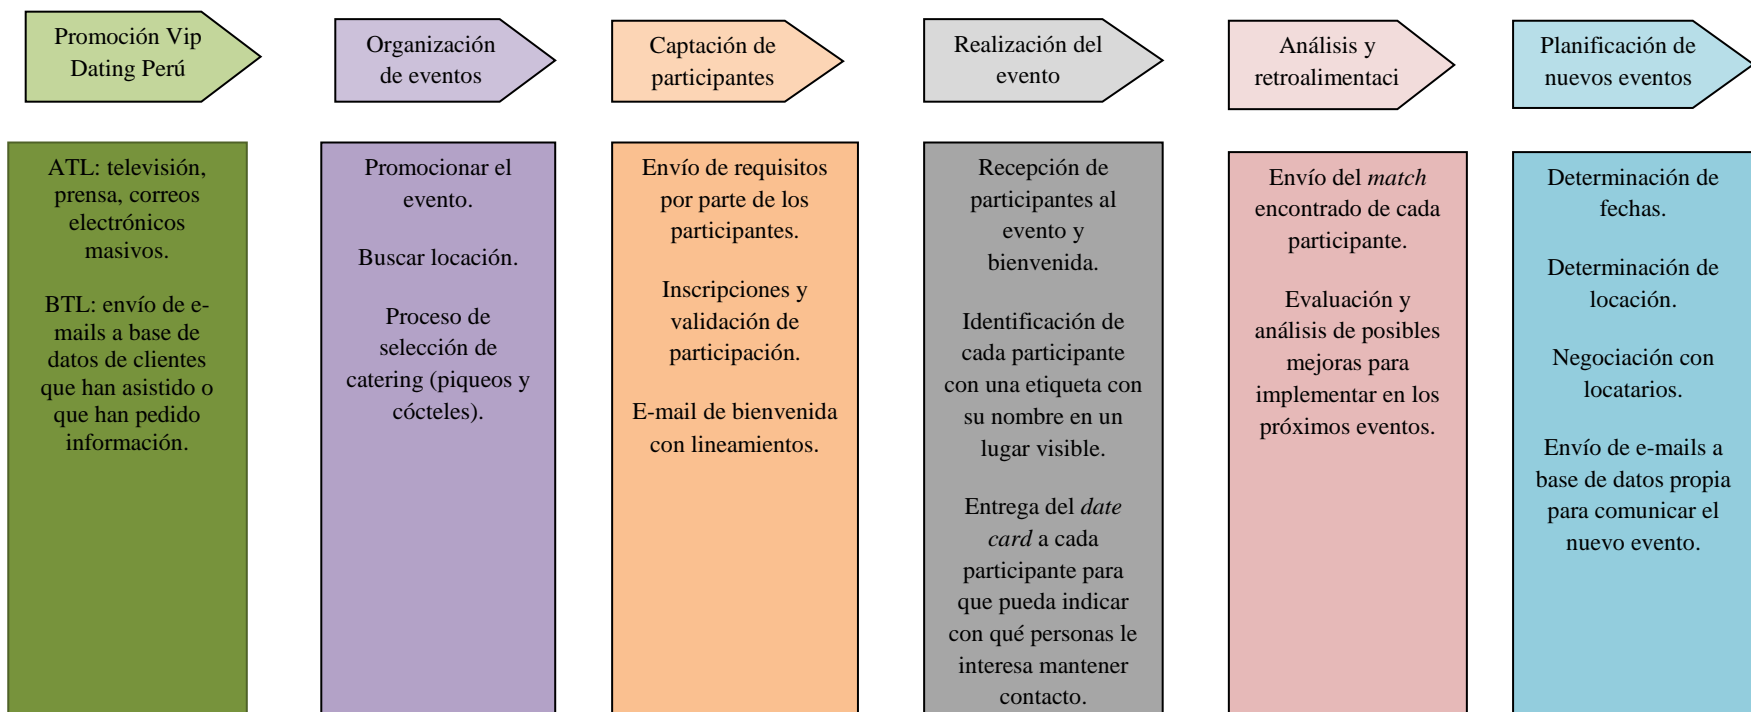 Promoción Vip
Dating Perú
Organización
de eventos
Captación de
participantes
Realización del
evento
Análisis y
retroalimentaci
Planificación de
nuevos eventos
ATL: televisión,
prensa, correos
electrónicos
masivos.
BTL: envío de e-
mails a base de
datos de clientes
que han asistido o
que han pedido
información.
Promocionar el
evento.
Buscar locación.
Proceso de
selección de
catering (piqueos y
cócteles).
Envío de requisitos
por parte de los
participantes.
Inscripciones y
validación de
participación.
E-mail de bienvenida
con lineamientos.
Recepción de
participantes al
evento y
bienvenida.
Identificación de
cada participante
con una etiqueta con
su nombre en un
lugar visible.
Entrega del date
card a cada
participante para
que pueda indicar
con qué personas le
interesa mantener
contacto.
Envío del match
encontrado de cada
participante.
Evaluación y
análisis de posibles
mejoras para
implementar en los
próximos eventos.
Determinación de
fechas.
Determinación de
locación.
Negociación con
locatarios.
Envío de e-mails a
base de datos propia
para comunicar el
nuevo evento.